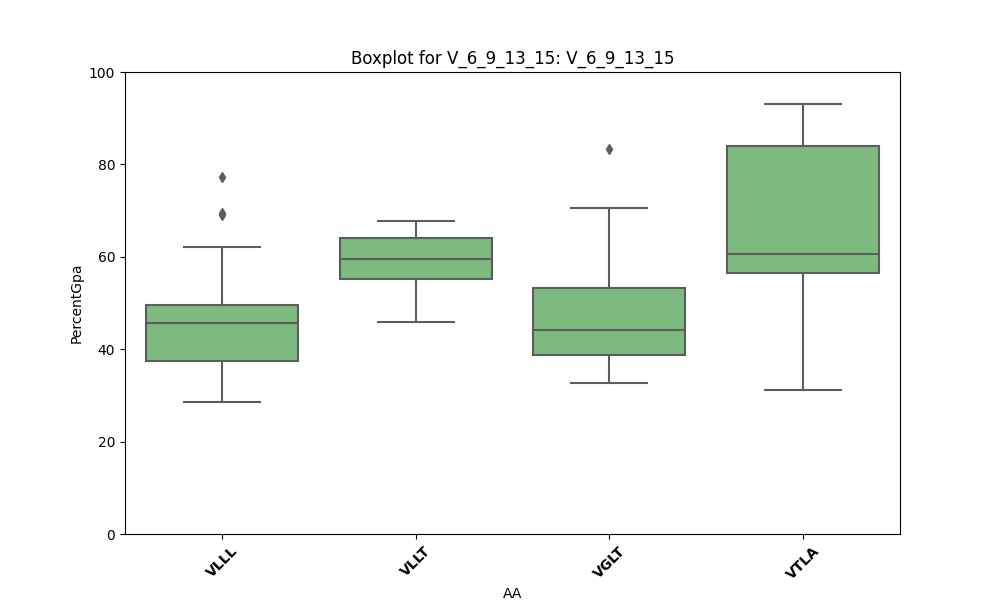 Boxplot for V_6_9_13_15: V_6_9_13_15
100
80
60
40
20
0
PercentGpa
VLLL
VLLT
VGLT
VTLA
AA